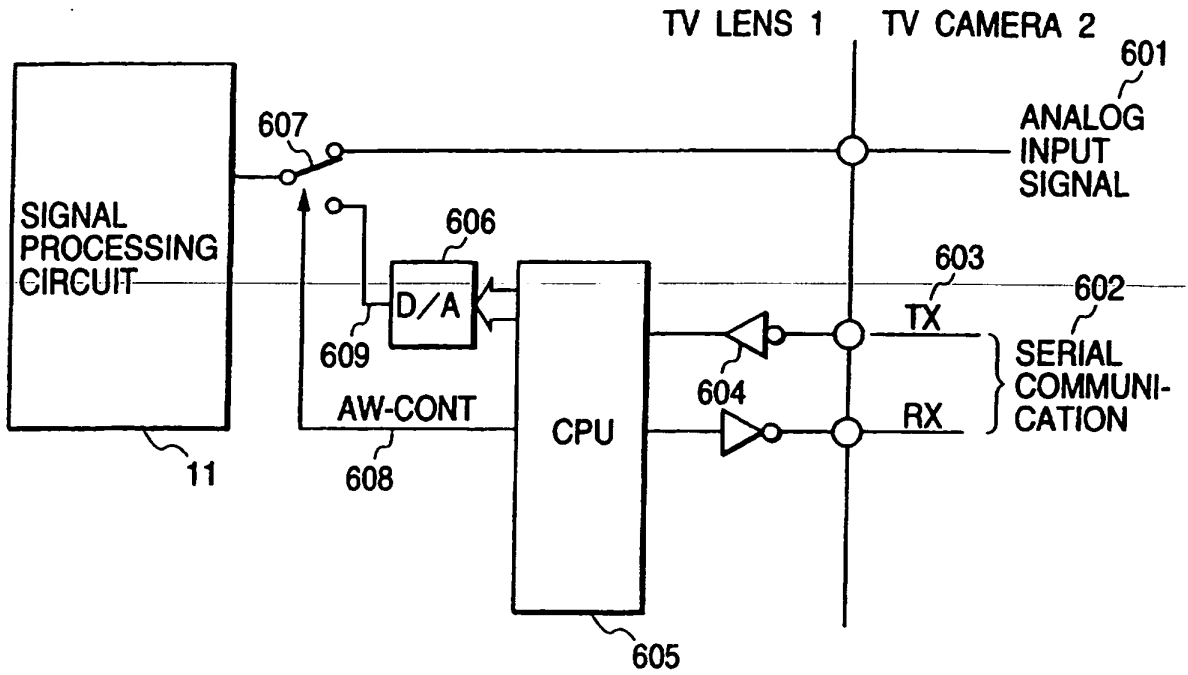 TV LENS 1
TV CAMERA 2
601
ANALOG
INPUT
SIGNAL
607
SIGNAL
PROCESSING
CIRCUIT
606
D/A
609
603
TX
602
604
SERIAL
COMMUNI-
CATION
AW-CONT
608
CPU
RX
11
605